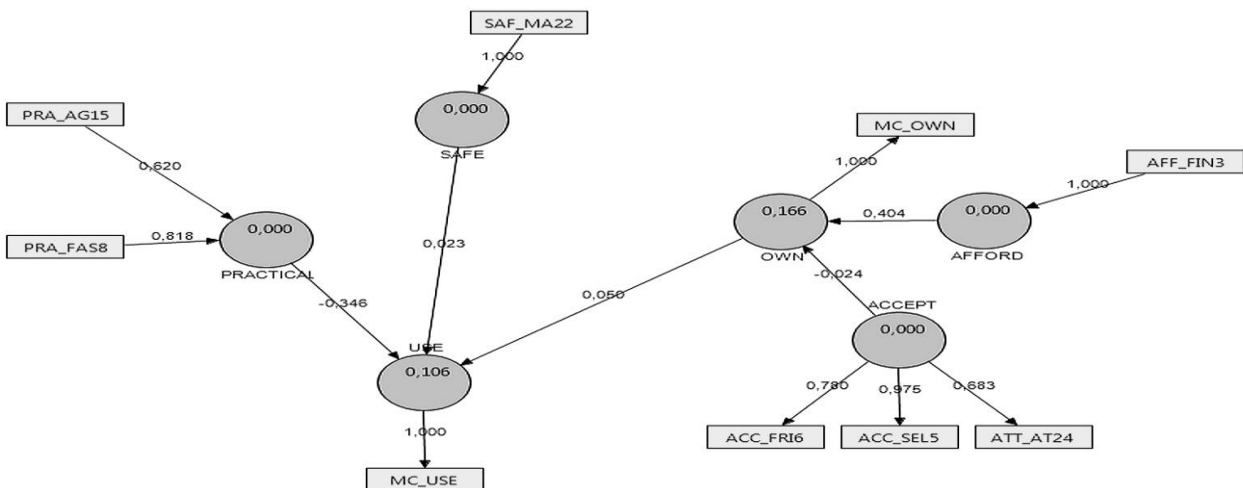 SAF_MA22
1,000
0,000
SAFE
PRA_AG15
0,620
PRA_FAS8
0,818
0,000
PRACTICAL
-0,346
0,023
MC_OWN
1,000
AFF_FIN3
1,000
0,166
OWN
0,404
0,000
AFFORD
-0,024
0,050
ACCEPT
0,000
USE
0,106
1,000
MC_USE
0,780
0,975
0,683
ACC_FRI6
ACC_SEL5
ATT_AT24